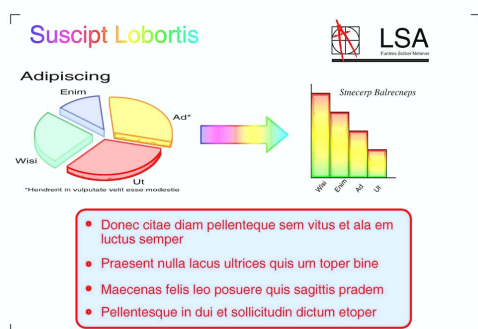 Suscipt Lobortis
LSA
Adipiscing
Enim
Ad*
Wisi
Ut
*Hendrerit in vulputate velit esse modestie
Smecerp Balrecneps
Wisi
Enim
Ad
Ut
Donec citae diam pellenteque sem vitus et ala em
luctus semper
Praesent nulla lacus ultrices quis um toper bine
Maecenas felis leo posuere quis sagittis pradem
Pellentesque in dui et sollicitudin dictum etoper